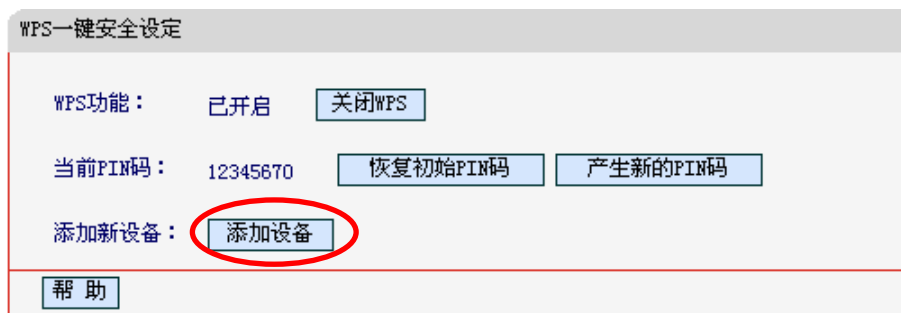 WPS一键安全设定
WPS功能： 已开启 关闭WPS
当前PIN码： 12345670 恢复初始PIN码 产生新的PIN码
添加新设备： 添加设备
帮 助